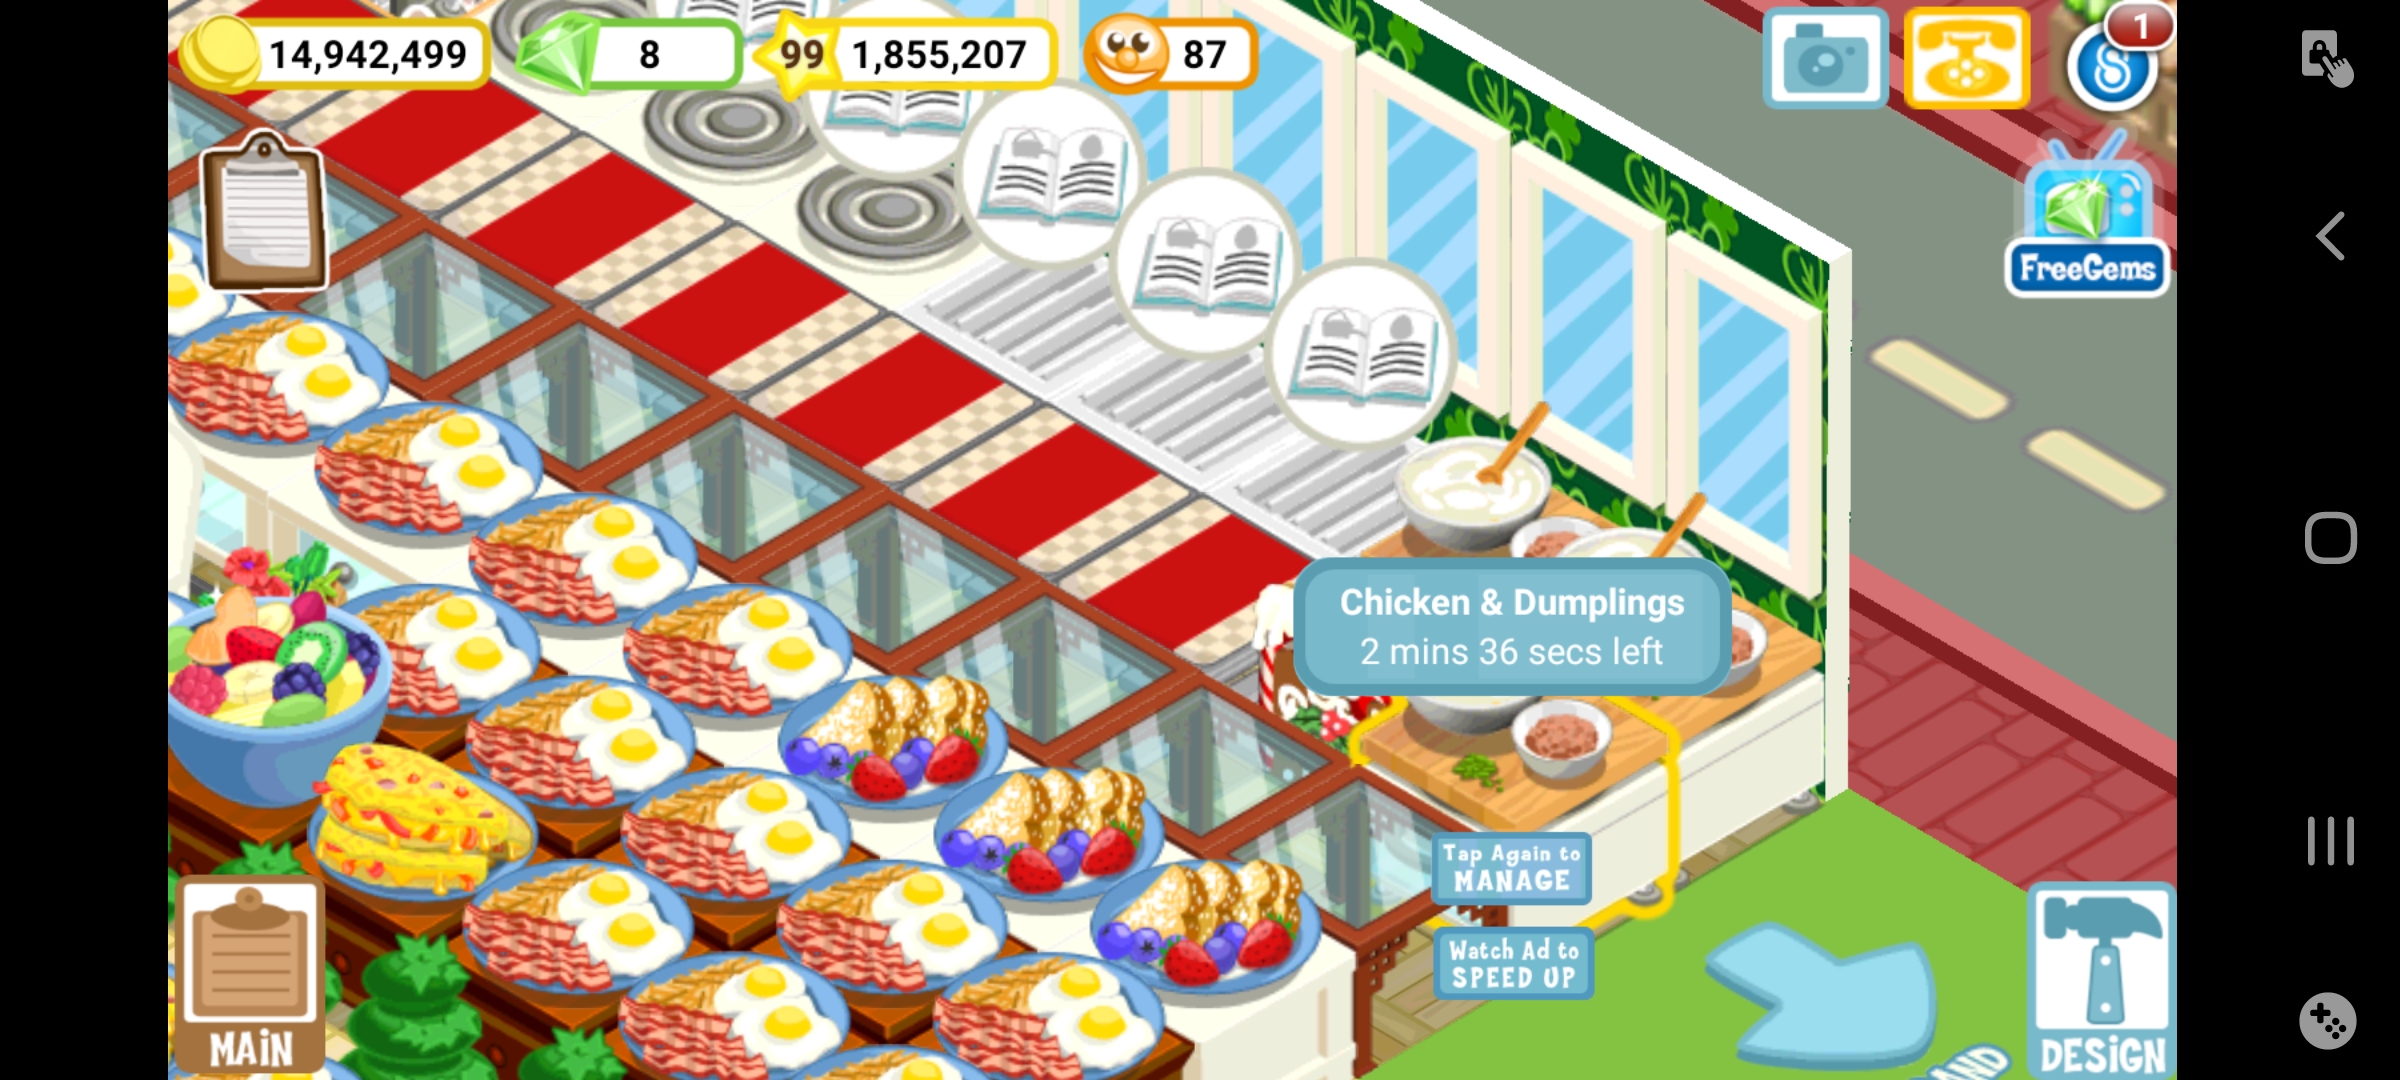 14,942,499
8
99
1,855,207
87
1
FreeGems
Chicken & Dumplings
2 mins 36 secs left
Tap Again to
MANAGE
Watch Ad to
SPEED UP
MAIN
DESIGN